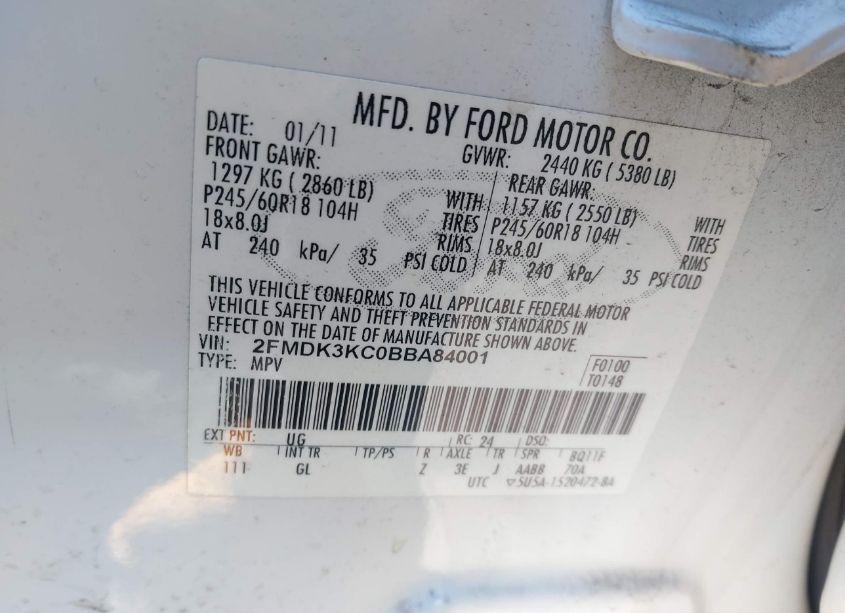 MFD. BY FORD MOTOR CO.
DATE: 01/11 GVWR: 2440 KG ( 5380 LB)
FRONT GAWR: REAR GAWR:
1297 KG ( 2860 LB) WITH 1157 KG ( 2550 LB) WITH
P245/60R18 104H TIRES P245/60R18 104H TIRES
18x8.0J RIMS 18x8.0J RIMS
AT 240 kPa/ 35 PSI COLD AT 240 kPa/ 35 PSI COLD
THIS VEHICLE CONFORMS TO ALL APPLICABLE FEDERAL MOTOR
VEHICLE SAFETY AND THEFT PREVENTION STANDARDS IN
EFFECT ON THE DATE OF MANUFACTURE SHOWN ABOVE.
VIN: 2FMDK3KC0BBA84001
TYPE: MPV F0100
T0148
EXT PNT: UG RC: 24 DSO:
WB INT TR TP/PS R AXLE TR SPR 8Q11F
111 GL Z 3E J AABB 70A
UTC ▽5U5A-1520472-BA